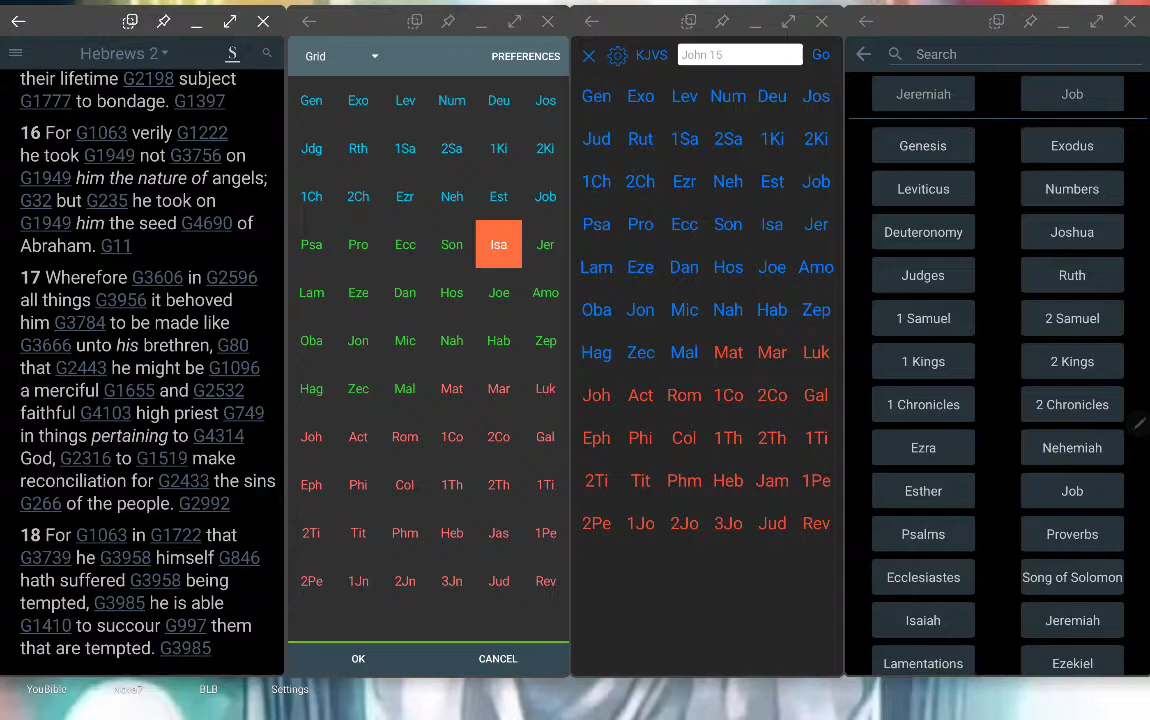 Hebrews 2
their lifetime G2198 subject
G1777 to bondage. G1397
16 For G1063 verily G1222
he took G1949 not G3756 on
G1949 him the nature of angels;
G32 but G235 he took on
G1949 him the seed G4690 of
Abraham. G11
17 Wherefore G3606 in G2596
all things G3956 it behoved
him G3784 to be made like
G3666 unto his brethren, G80
that G2443 he might be G1096
a merciful G1655 and G2532
faithful G4103 high priest G749
in things pertaining to G4314
God, G2316 to G1519 make
reconciliation for G2433 the sins
G266 of the people. G2992
18 For G1063 in G1722 that
G3739 he G3958 himself G846
hath suffered G3958 being
tempted, G3985 he is able
G1410 to succour G997 them
that are tempted. G3985
Grid PREFERENCES
Gen Exo Lev Num Deu Jos
Jdg Rth 1Sa 2Sa 1Ki 2Ki
1Ch 2Ch Ezr Neh Est Job
Psa Pro Ecc Son Isa Jer
Lam Eze Dan Hos Joe Amo
Oba Jon Mic Nah Hab Zep
Hag Zec Mal Mat Mar Luk
Joh Act Rom 1Co 2Co Gal
Eph Phi Col 1Th 2Th 1Ti
2Ti Tit Phm Heb Jas 1Pe
2Pe 1Jn 2Jn 3Jn Jud Rev
OK CANCEL
KJVS John 15 Go
Gen Exo Lev Num Deu Jos
Jud Rut 1Sa 2Sa 1Ki 2Ki
1Ch 2Ch Ezr Neh Est Job
Psa Pro Ecc Son Isa Jer
Lam Eze Dan Hos Joe Amo
Oba Jon Mic Nah Hab Zep
Hag Zec Mal Mat Mar Luk
Joh Act Rom 1Co 2Co Gal
Eph Phi Col 1Th 2Th 1Ti
2Ti Tit Phm Heb Jam 1Pe
2Pe 1Jo 2Jo 3Jo Jud Rev
Search
Jeremiah Job
Genesis Exodus
Leviticus Numbers
Deuteronomy Joshua
Judges Ruth
1 Samuel 2 Samuel
1 Kings 2 Kings
1 Chronicles 2 Chronicles
Ezra Nehemiah
Esther Job
Psalms Proverbs
Ecclesiastes Song of Solomon
Isaiah Jeremiah
Lamentations Ezekiel
YouBible Nova7 BLB Settings